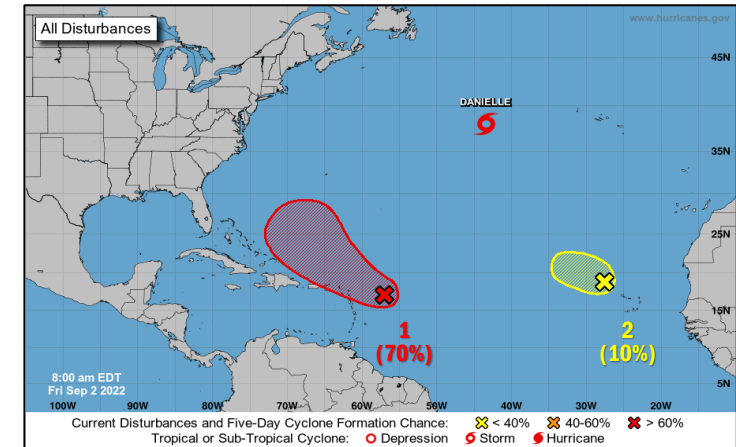 All Disturbances
www.hurricanes.gov
45N
DANIELLE
35N
25N
15N
1
(70%)
2
(10%)
8:00 am EDT
Fri Sep 2 2022
5N
100W 90W 80W 70W 60W 50W 40W 30W 20W
Current Disturbances and Five-Day Cyclone Formation Chance: < 40% 40-60% > 60%
Tropical or Sub-Tropical Cyclone: Depression Storm Hurricane